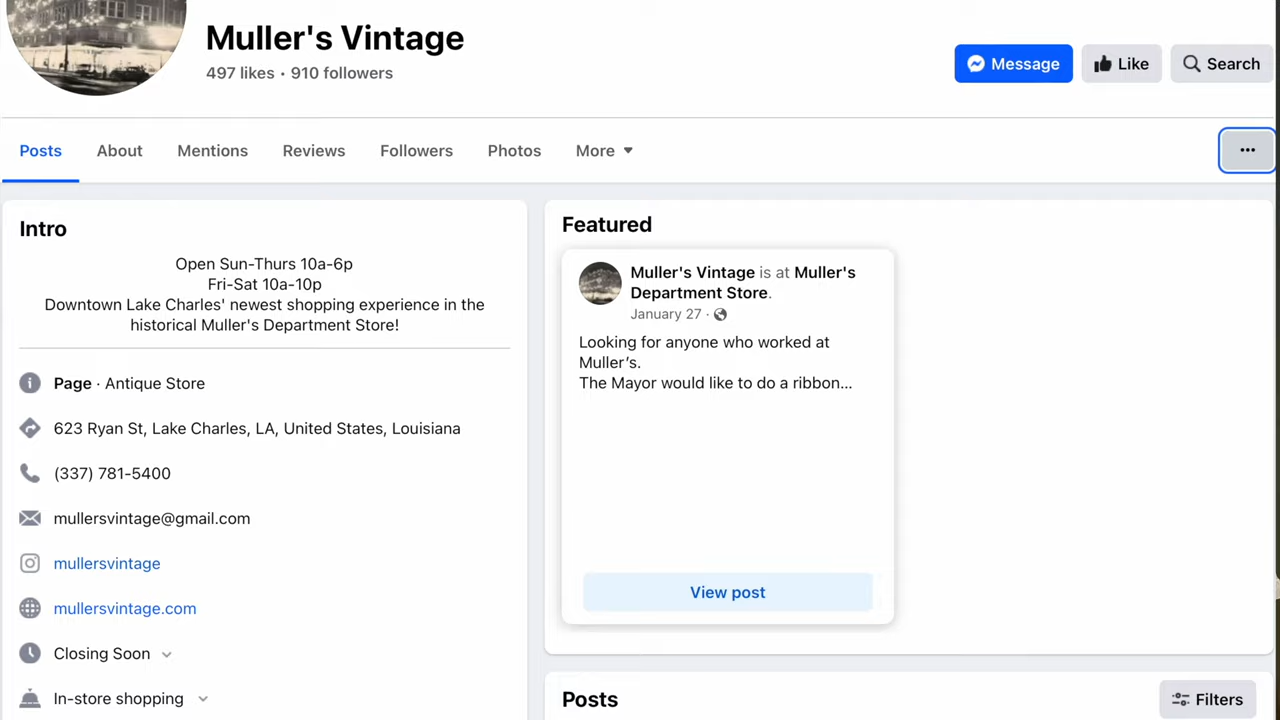 Muller's Vintage
497 likes • 910 followers
Message
Like
Search
Posts
About
Mentions
Reviews
Followers
Photos
More
Intro
Open Sun-Thurs 10a-6p
Fri-Sat 10a-10p
Downtown Lake Charles' newest shopping experience in the
historical Muller's Department Store!
Page · Antique Store
623 Ryan St, Lake Charles, LA, United States, Louisiana
(337) 781-5400
mullersvintage@gmail.com
mullersvintage
mullersvintage.com
Closing Soon
In-store shopping
Featured
Muller's Vintage is at Muller's
Department Store.
January 27 ·
Looking for anyone who worked at
Muller’s.
The Mayor would like to do a ribbon...
View post
Posts
Filters